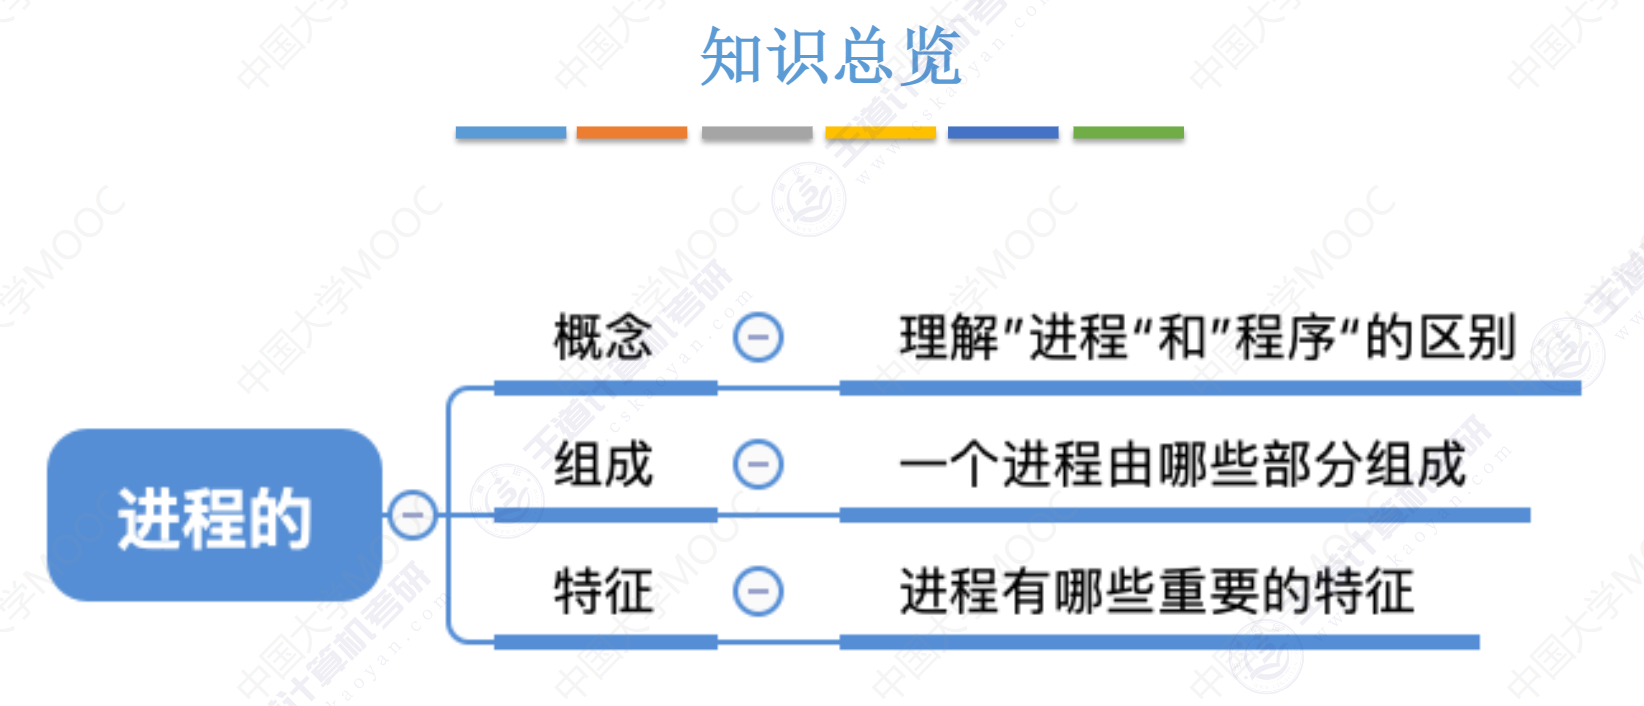 知识总览
概念
理解”进程“和”程序“的区别
进程的
组成
一个进程由哪些部分组成
特征
进程有哪些重要的特征
中国大学MOOC
王道计算机考研
www.cskaoyan.com